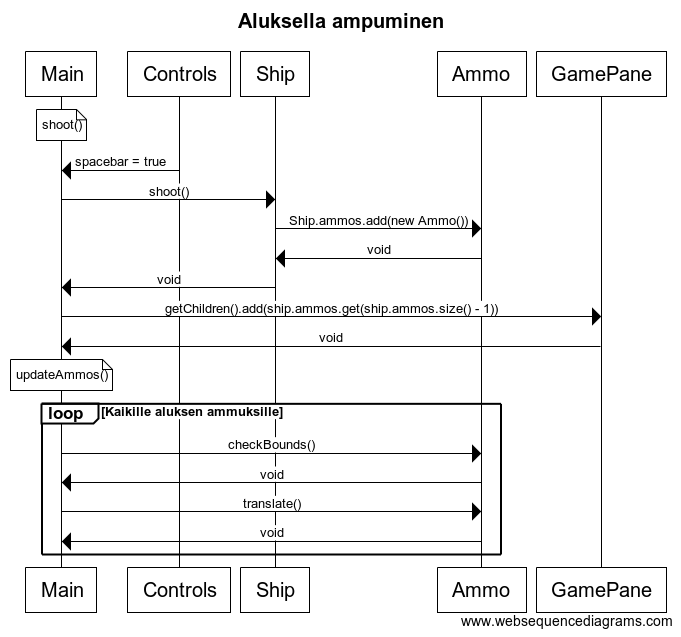 Aluksella ampuminen
Main Controls Ship Ammo GamePane
shoot()
spacebar = true
shoot()
Ship.ammos.add(new Ammo())
void
void
getChildren().add(ship.ammos.get(ship.ammos.size() - 1))
void
updateAmmos()
loop [Kaikille aluksen ammuksille]
checkBounds()
void
translate()
void
Main Controls Ship Ammo GamePane
www.websequencediagrams.com